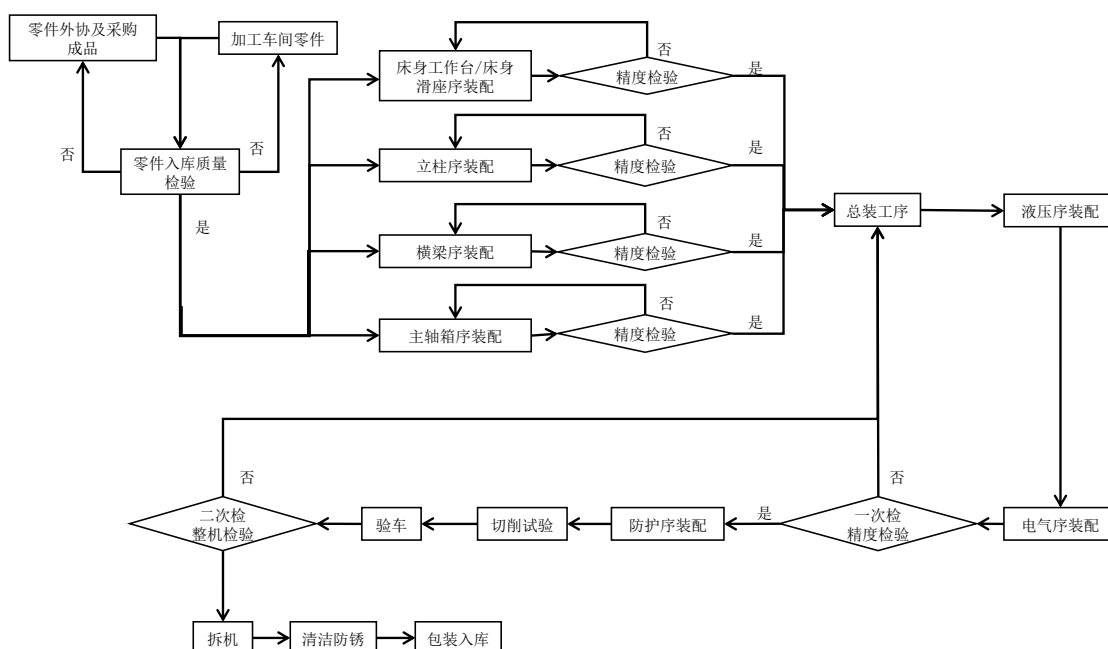 零件外协及采购
成品
加工车间零件
否
否
零件入库质量
检验
是
床身工作台/床身
滑座序装配
精度检验
否
是
立柱序装配
精度检验
否
是
横梁序装配
精度检验
否
是
主轴箱序装配
精度检验
否
是
总装工序
液压序装配
电气序装配
一次检
精度检验
否
是
防护序装配
切削试验
验车
二次检
整机检验
否
拆机
清洁防锈
包装入库